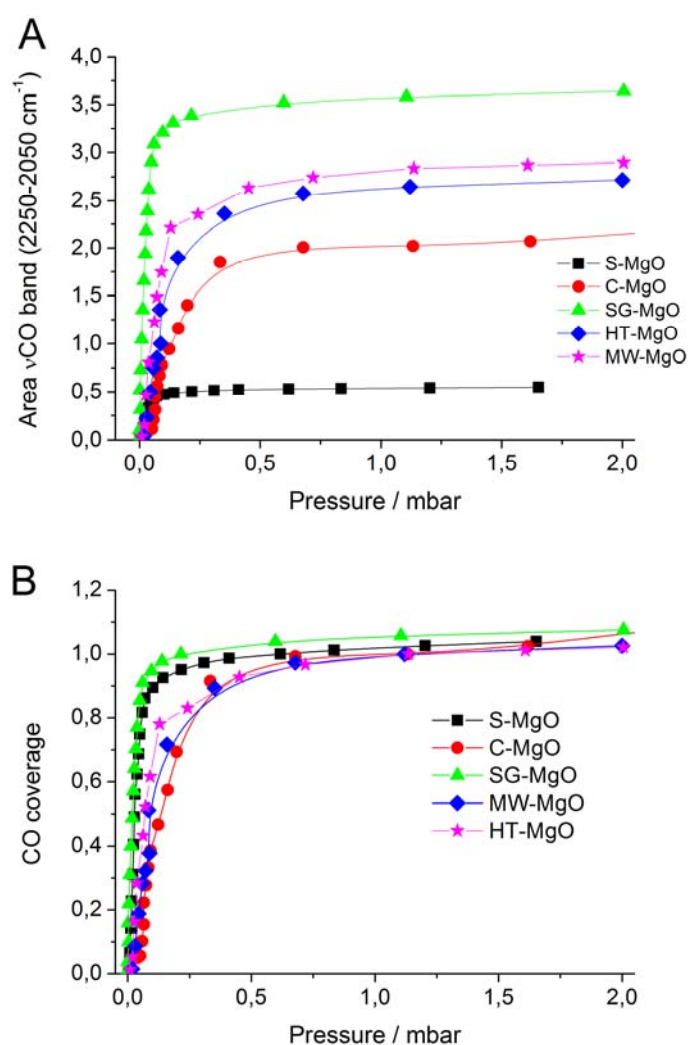 A
Area νCO band (2250-2050 cm⁻¹)
4,0
3,5
3,0
2,5
2,0
1,5
1,0
0,5
0,0
S-MgO
C-MgO
SG-MgO
HT-MgO
MW-MgO
0,0 0,5 1,0 1,5 2,0
Pressure / mbar
B
CO coverage
1,2
1,0
0,8
0,6
0,4
0,2
0,0
S-MgO
C-MgO
SG-MgO
MW-MgO
HT-MgO
0,0 0,5 1,0 1,5 2,0
Pressure / mbar